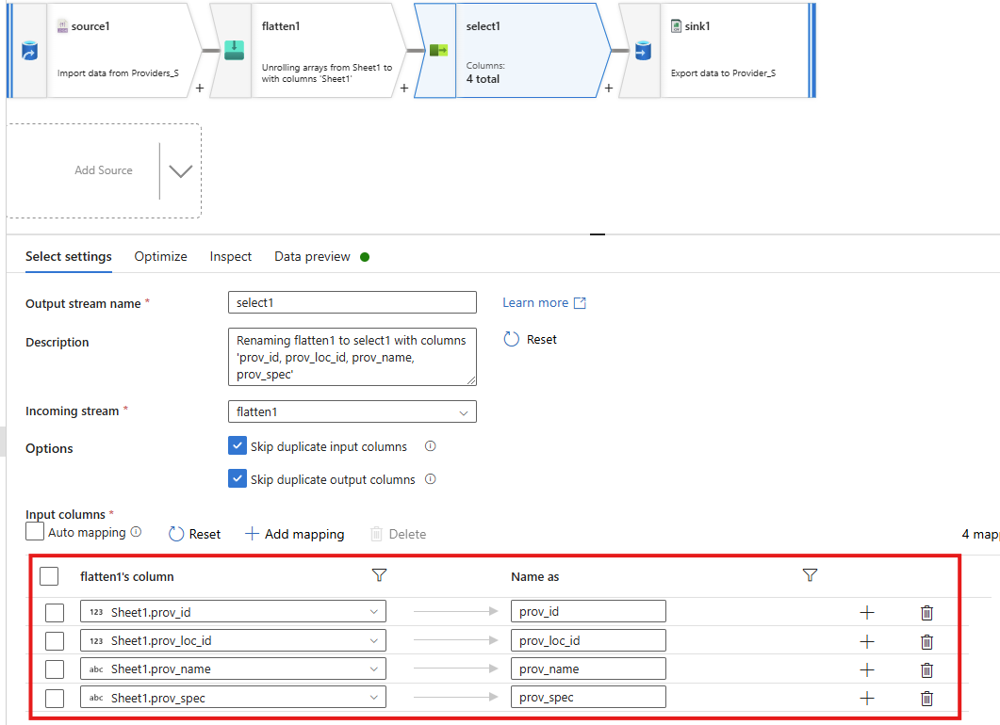 source1
Import data from Providers_S
+
flatten1
Unrolling arrays from Sheet1 to
with columns 'Sheet1'
+
select1
Columns:
4 total
+
sink1
Export data to Provider_S
Add Source
Select settings Optimize Inspect Data preview
Output stream name * select1 Learn more
Description Renaming flatten1 to select1 with columns
'prov_id, prov_loc_id, prov_name,
prov_spec'
Reset
Incoming stream * flatten1
Options Skip duplicate input columns
Skip duplicate output columns
Input columns *
Auto mapping Reset + Add mapping Delete 4 map
flatten1's column Name as
123 Sheet1.prov_id prov_id +
123 Sheet1.prov_loc_id prov_loc_id +
abc Sheet1.prov_name prov_name +
abc Sheet1.prov_spec prov_spec +